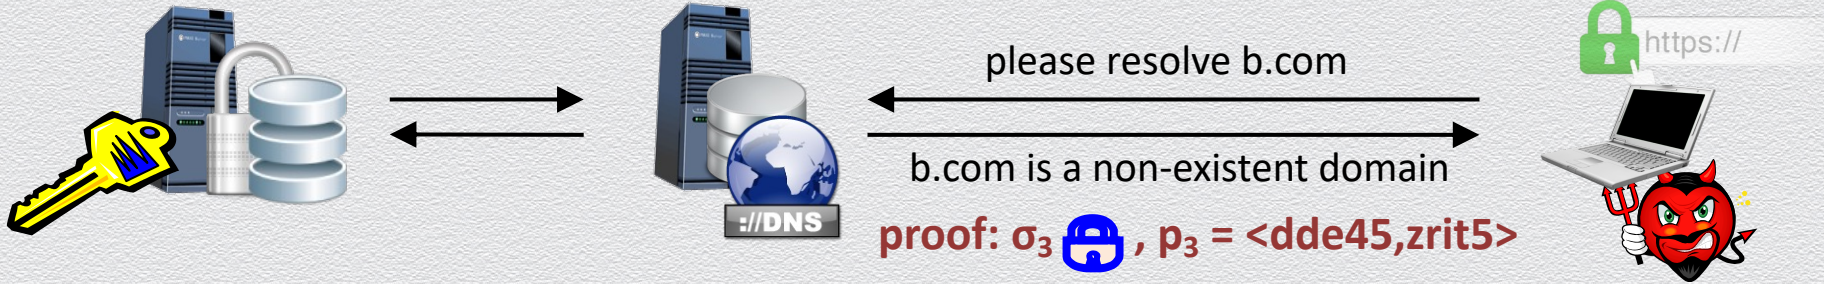 please resolve b.com
https://
b.com is a non-existent domain
://DNS
proof: σ₃ , p₃ = <dde45,zrit5>